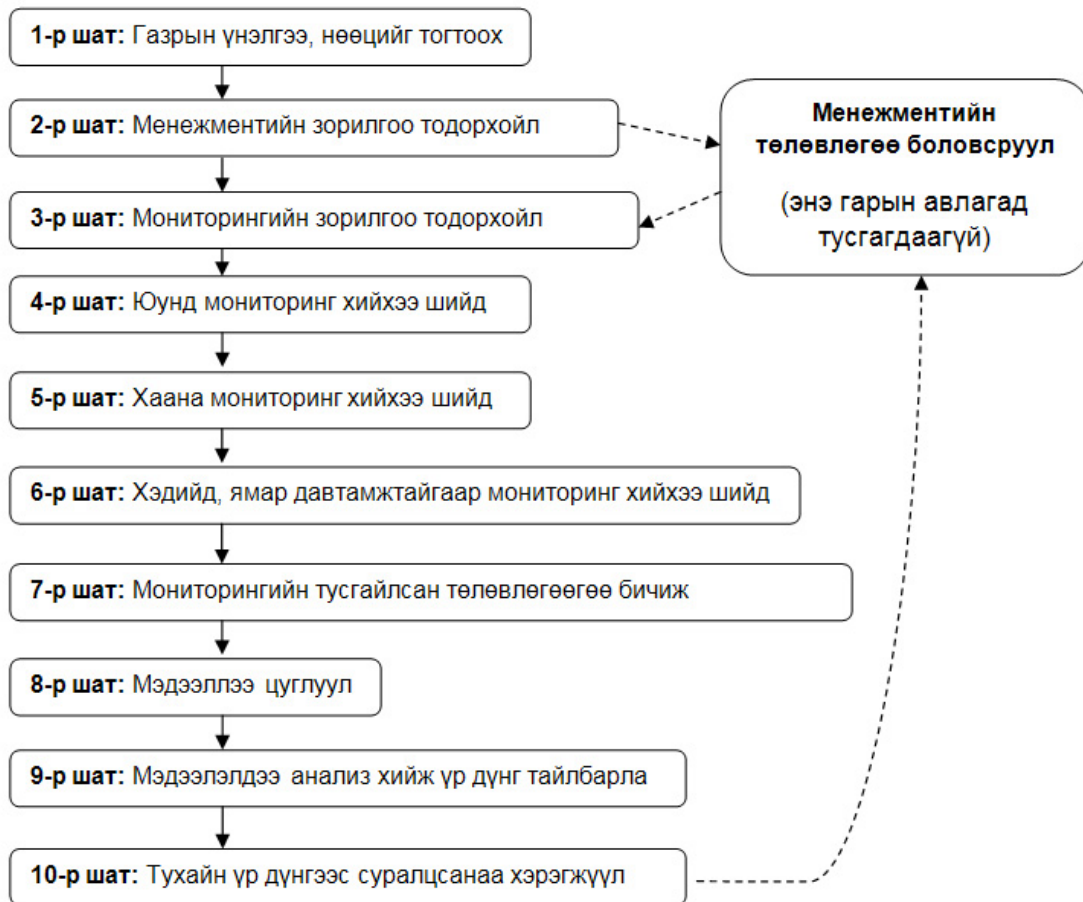 1-р шат: Газрын үнэлгээ, нөөцийг тогтоох
2-р шат: Менежментийн зорилгоо тодорхойл
Менежментийн
төлөвлөгөө боловсруул
(энэ гарын авлагад
тусгагдаагүй)
3-р шат: Мониторингийн зорилгоо тодорхойл
4-р шат: Юунд мониторинг хийхээ шийд
5-р шат: Хаана мониторинг хийхээ шийд
6-р шат: Хэдийд, ямар давтамжтайгаар мониторинг хийхээ шийд
7-р шат: Мониторингийн тусгайлсан төлөвлөгөөгөө бичиж
8-р шат: Мэдээллээ цуглуул
9-р шат: Мэдээлэлдээ анализ хийж үр дүнг тайлбарла
10-р шат: Тухайн үр дүнгээс суралцсанаа хэрэгжүүл